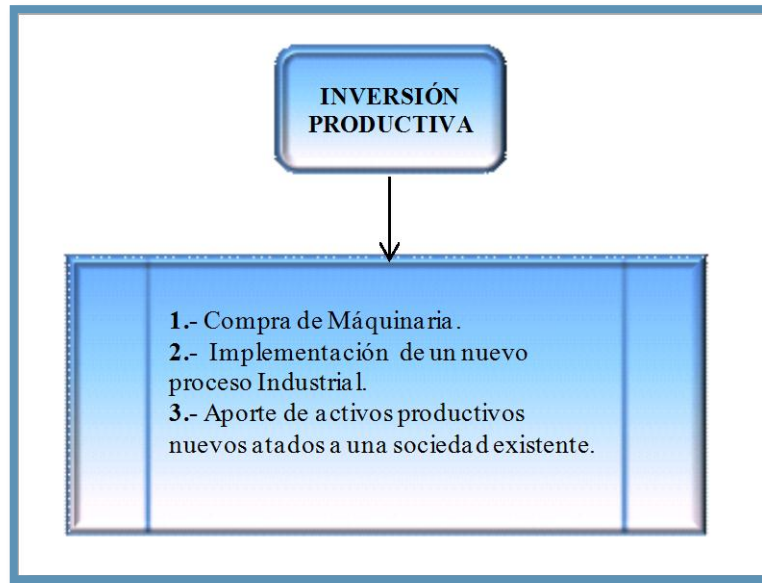 INVERSIÓN
PRODUCTIVA
1.- Compra de Máquinaria.
2.- Implementación de un nuevo
proceso Industrial.
3.- Aporte de activos productivos
nuevos atados a una sociedad existente.